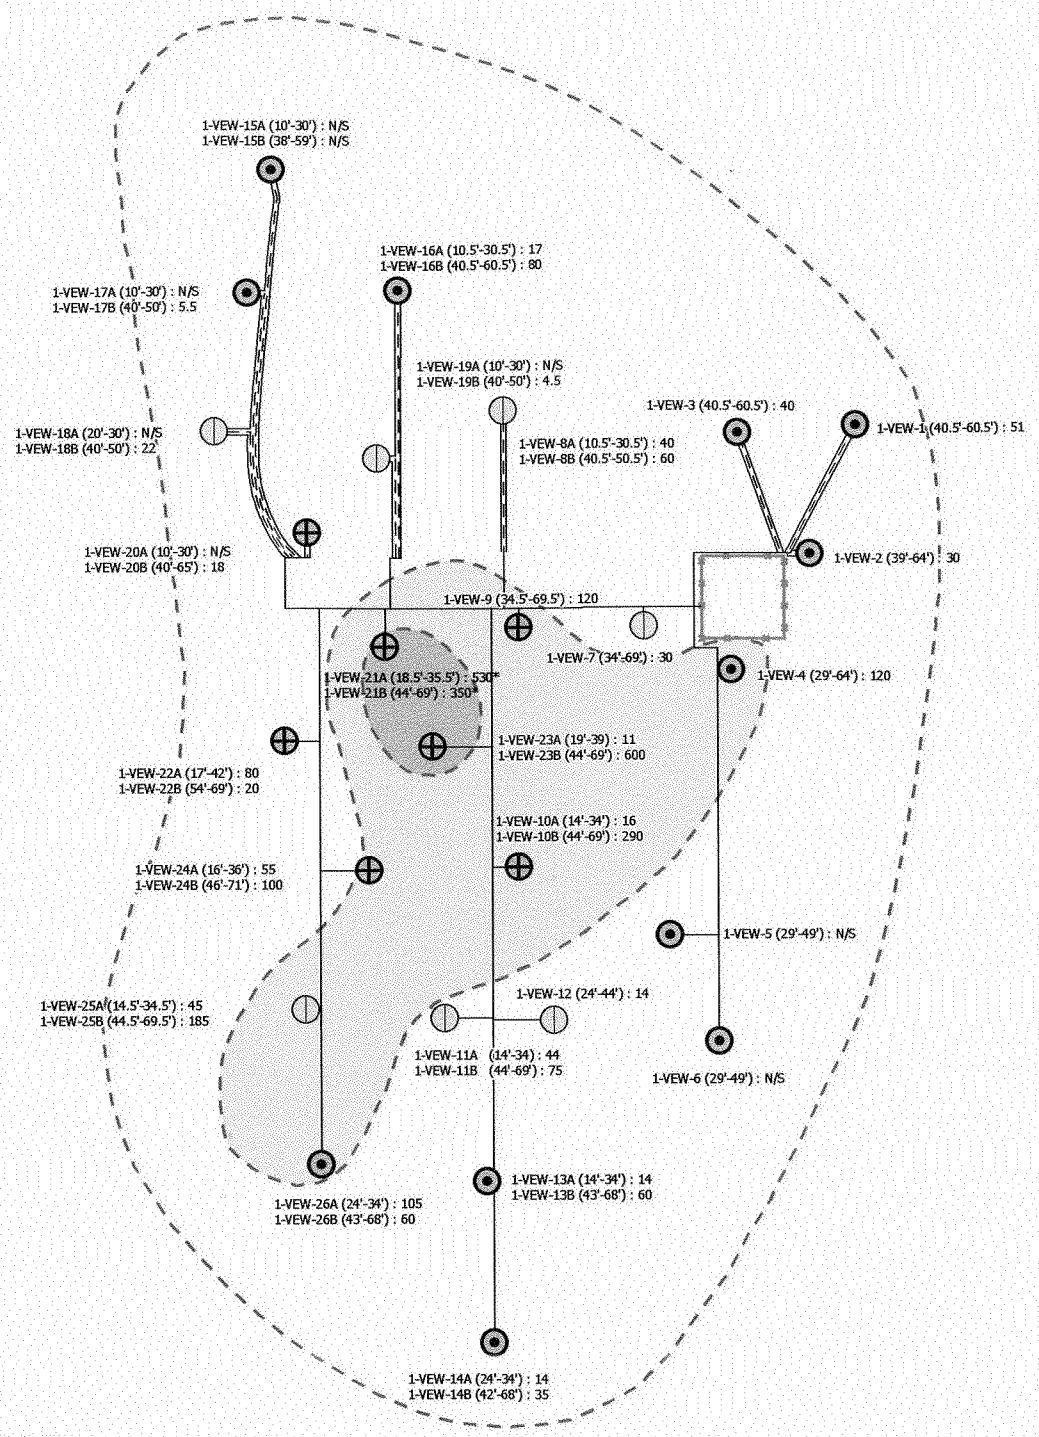 1-VEW-15A (10'-30') : N/S
1-VEW-15B (38'-59') : N/S
1-VEW-16A (10.5'-30.5') : 17
1-VEW-16B (40.5'-60.5') : 80
1-VEW-17A (10'-30') : N/S
1-VEW-17B (40'-50') : 5.5
1-VEW-19A (10'-30') : N/S
1-VEW-19B (40'-50') : 4.5
1-VEW-3 (40.5'-60.5') : 40
1-VEW-1 (40.5'-60.5') : 51
1-VEW-18A (20'-30') : N/S
1-VEW-18B (40'-50') : 22
1-VEW-8A (10.5'-30.5') : 40
1-VEW-8B (40.5'-50.5') : 60
1-VEW-20A (10'-30') : N/S
1-VEW-20B (40'-65') : 18
1-VEW-2 (39'-64') : 30
1-VEW-9 (34.5'-69.5') : 120
1-VEW-7 (34'-69') : 30
1-VEW-21A (18.5'-35.5') : 530*
1-VEW-21B (44'-69') : 350*
1-VEW-4 (29'-64') : 120
1-VEW-23A (19'-39) : 11
1-VEW-23B (44'-69') : 600
1-VEW-22A (17'-42') : 80
1-VEW-22B (54'-69') : 20
1-VEW-10A (14'-34') : 16
1-VEW-10B (44'-69') : 290
1-VEW-24A (16'-36') : 55
1-VEW-24B (46'-71') : 100
1-VEW-5 (29'-49') : N/S
1-VEW-12 (24'-44') : 14
1-VEW-25A (14.5'-34.5') : 45
1-VEW-25B (44.5'-69.5') : 185
1-VEW-11A (14'-34) : 44
1-VEW-11B (44'-69') : 75
1-VEW-6 (29'-49') : N/S
1-VEW-13A (14'-34') : 14
1-VEW-13B (43'-68') : 60
1-VEW-26A (24'-34') : 105
1-VEW-26B (43'-68') : 60
1-VEW-14A (24'-34') : 14
1-VEW-14B (42'-68') : 35